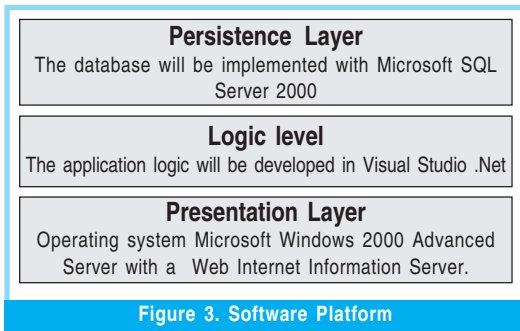 Persistence Layer
The database will be implemented with Microsoft SQL
Server 2000
Logic level
The application logic will be developed in Visual Studio .Net
Presentation Layer
Operating system Microsoft Windows 2000 Advanced
Server with a Web Internet Information Server.
Figure 3. Software Platform